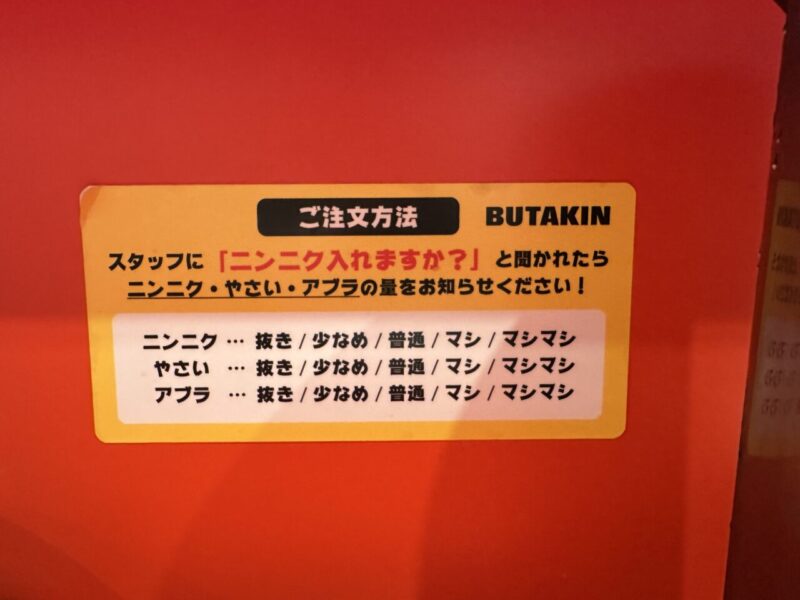 ご注文方法 BUTAKIN
スタッフに「ニンニク入れますか？」と聞かれたら
ニンニク・やさい・アブラの量をお知らせください！
ニンニク … 抜き / 少なめ / 普通 / マシ / マシマシ
やさい … 抜き / 少なめ / 普通 / マシ / マシマシ
アブラ … 抜き / 少なめ / 普通 / マシ / マシマシ